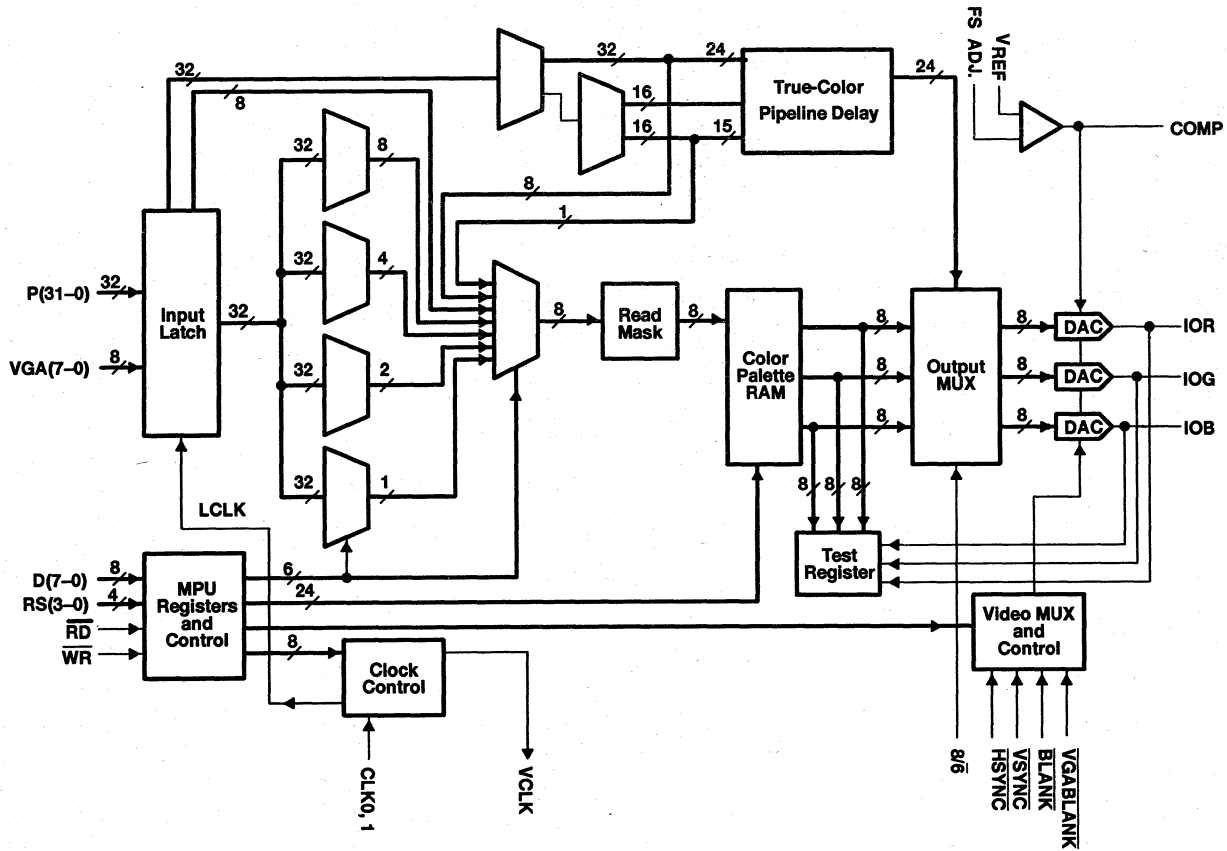 32
8
32
24
24
16
16
15
True-Color
Pipeline Delay
FS ADJ.
VREF
COMP
32
8
8
1
32
4
P(31–0)
32
VGA(7–0)
8
Input
Latch
32
8
Read
Mask
8
Color
Palette
RAM
8
8
8
Output
MUX
8
8
8
DAC
IOR
DAC
IOG
DAC
IOB
32
2
32
1
LCLK
8
8
8
Test
Register
D(7–0)
8
RS(3–0)
4
RD
WR
MPU
Registers
and
Control
6
24
8
Clock
Control
Video MUX
and
Control
CLK0, 1
VCLK
8/6
HSYNC
VSYNC
BLANK
VGABLANK